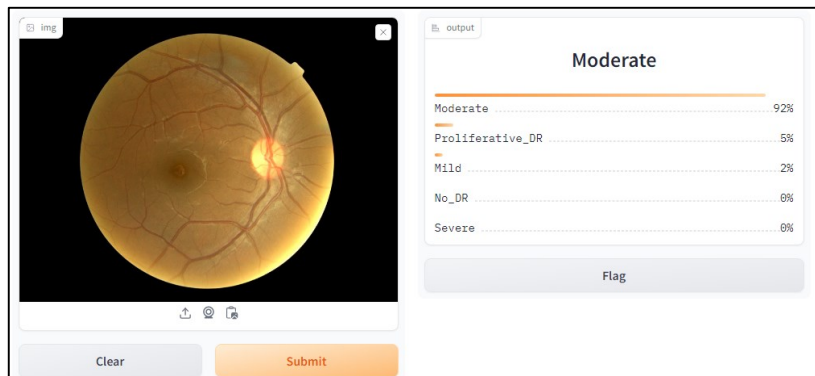 img
output
Moderate
Moderate 92%
Proliferative_DR 5%
Mild 2%
No_DR 0%
Severe 0%
Flag
Clear
Submit